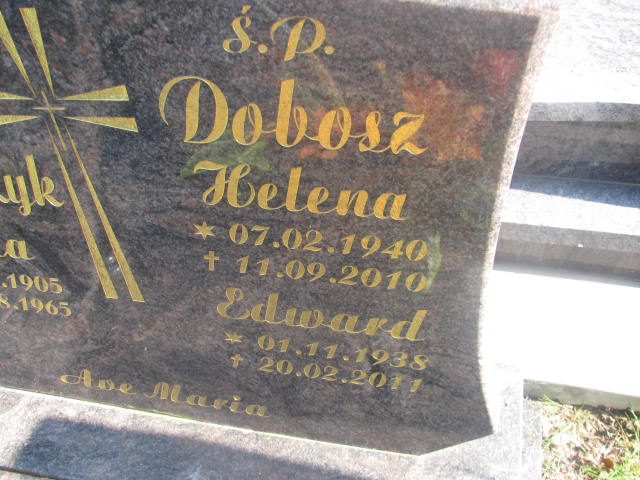 ś.p.
Dobosz
Helena
* 07.02.1940
† 11.09.2010
Edward
* 01.11.1938
† 20.02.2011
yk
a
.1905
8.1965
Ave Maria